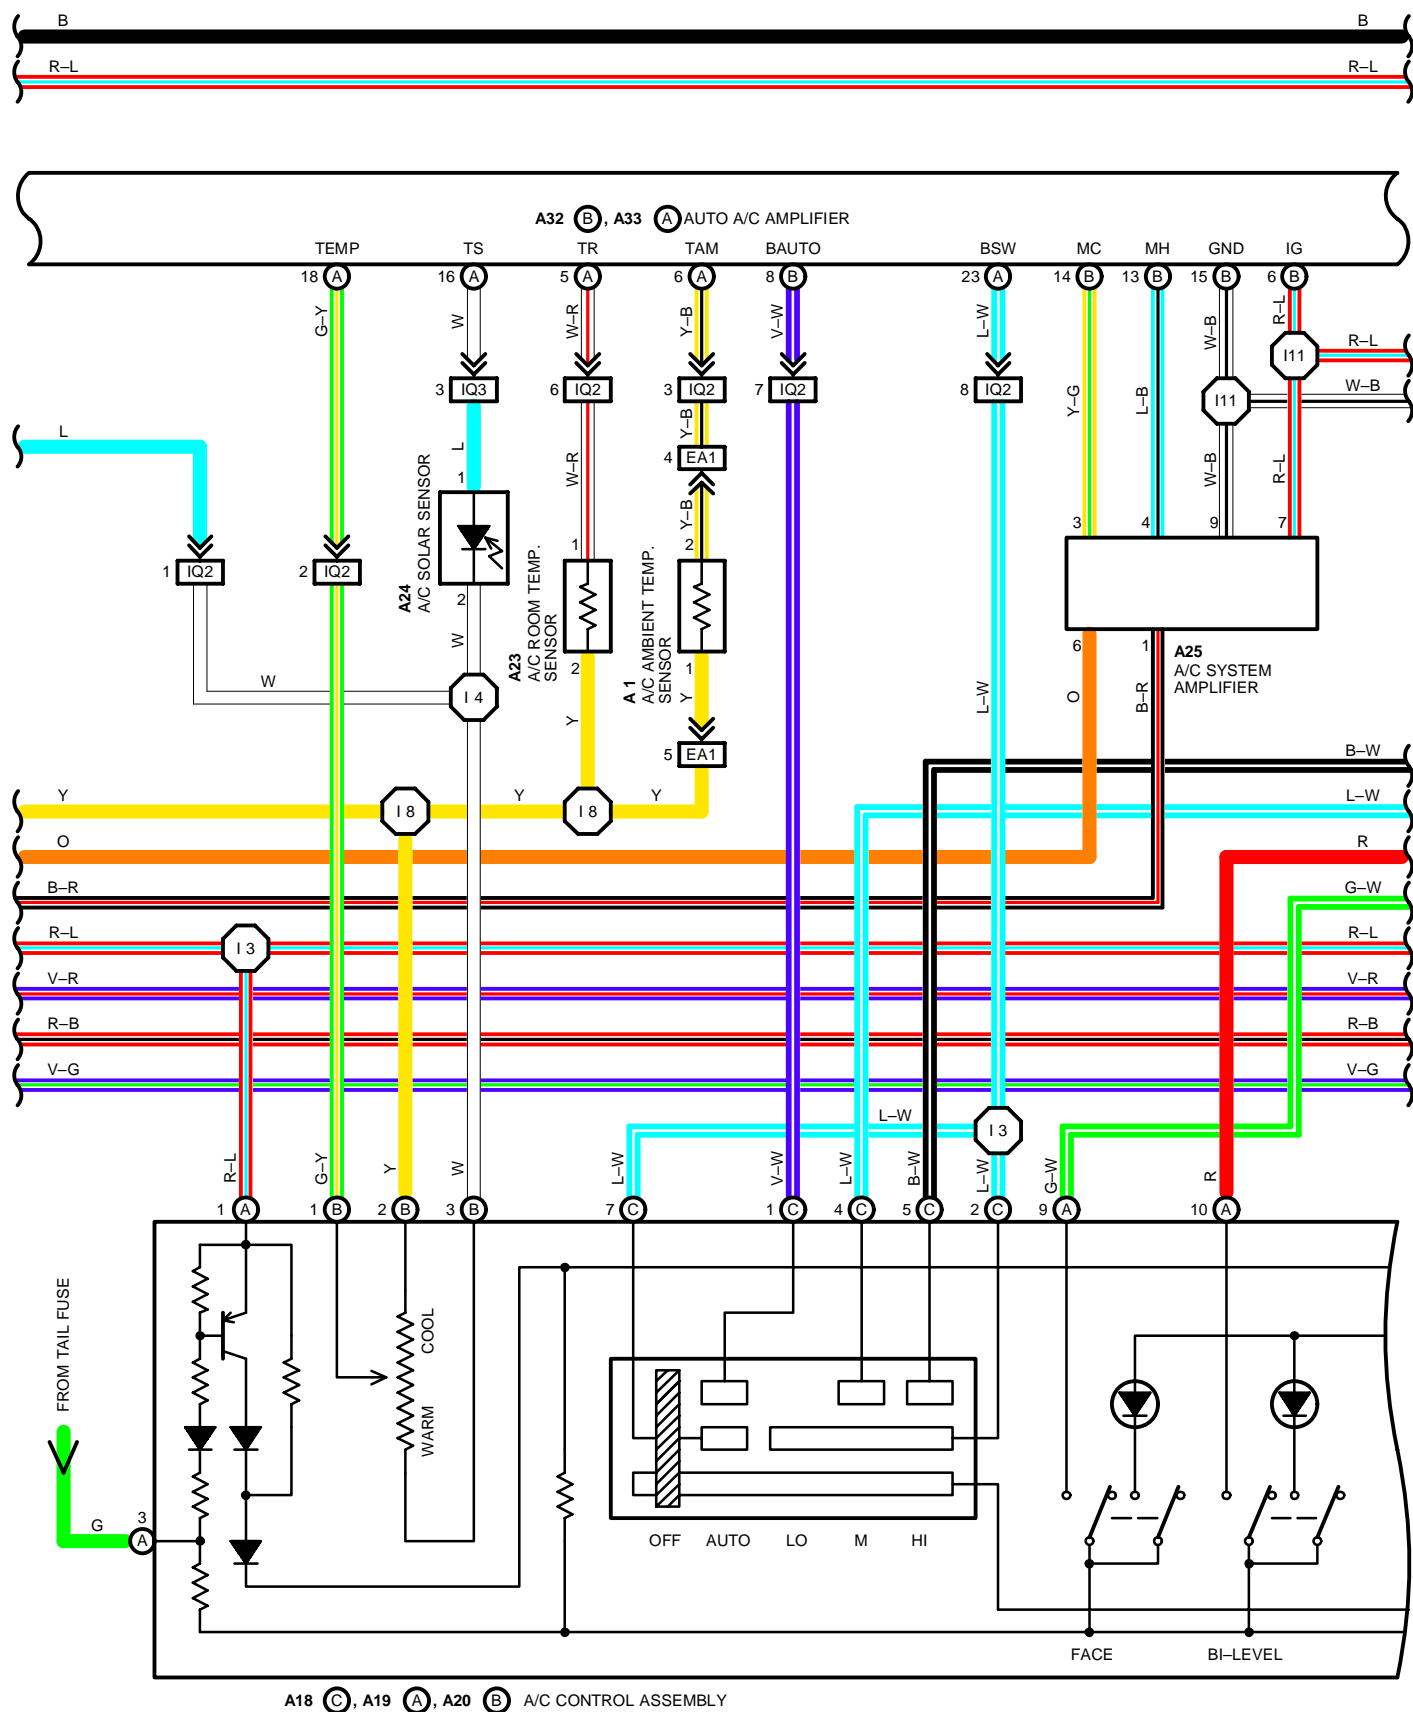 B B
R–L R–L
A32 B , A33 A AUTO A/C AMPLIFIER
TEMP TS TR TAM BAUTO BSW MC MH GND IG
18 A 16 A 5 A 6 A 8 B 23 A 14 B 13 B 15 B 6 B
G–Y W W–R Y–B V–W L–W Y–G L–B W–B R–L
I11 R–L
3 IQ3 6 IQ2 3 IQ2 7 IQ2 8 IQ2 W–B
I11
L L W–R Y–B W–B R–L
4 EA1
1 Y–B
3 4 9 7
1 2
1 IQ2 2 IQ2
A24
A/C SOLAR SENSOR
2
W
A23
A/C ROOM TEMP.
SENSOR
2
Y
A 1
A/C AMBIENT TEMP.
SENSOR
1
Y
6 1
A25
A/C SYSTEM
AMPLIFIER
L–W O B–R
W I 4
5 EA1
B–W
Y I 8 Y I 8 Y L–W
O R
B–R G–W
R–L I 3 R–L
V–R V–R
R–B R–B
V–G V–G
L–W I 3
R–L G–Y Y W L–W V–W L–W B–W L–W G–W R
1 A 1 B 2 B 3 B 7 C 1 C 4 C 5 C 2 C 9 A 10 A
FROM TAIL FUSE
COOL
WARM
G 3
A
OFF AUTO LO M HI
FACE BI–LEVEL
A18 C , A19 A , A20 B A/C CONTROL ASSEMBLY